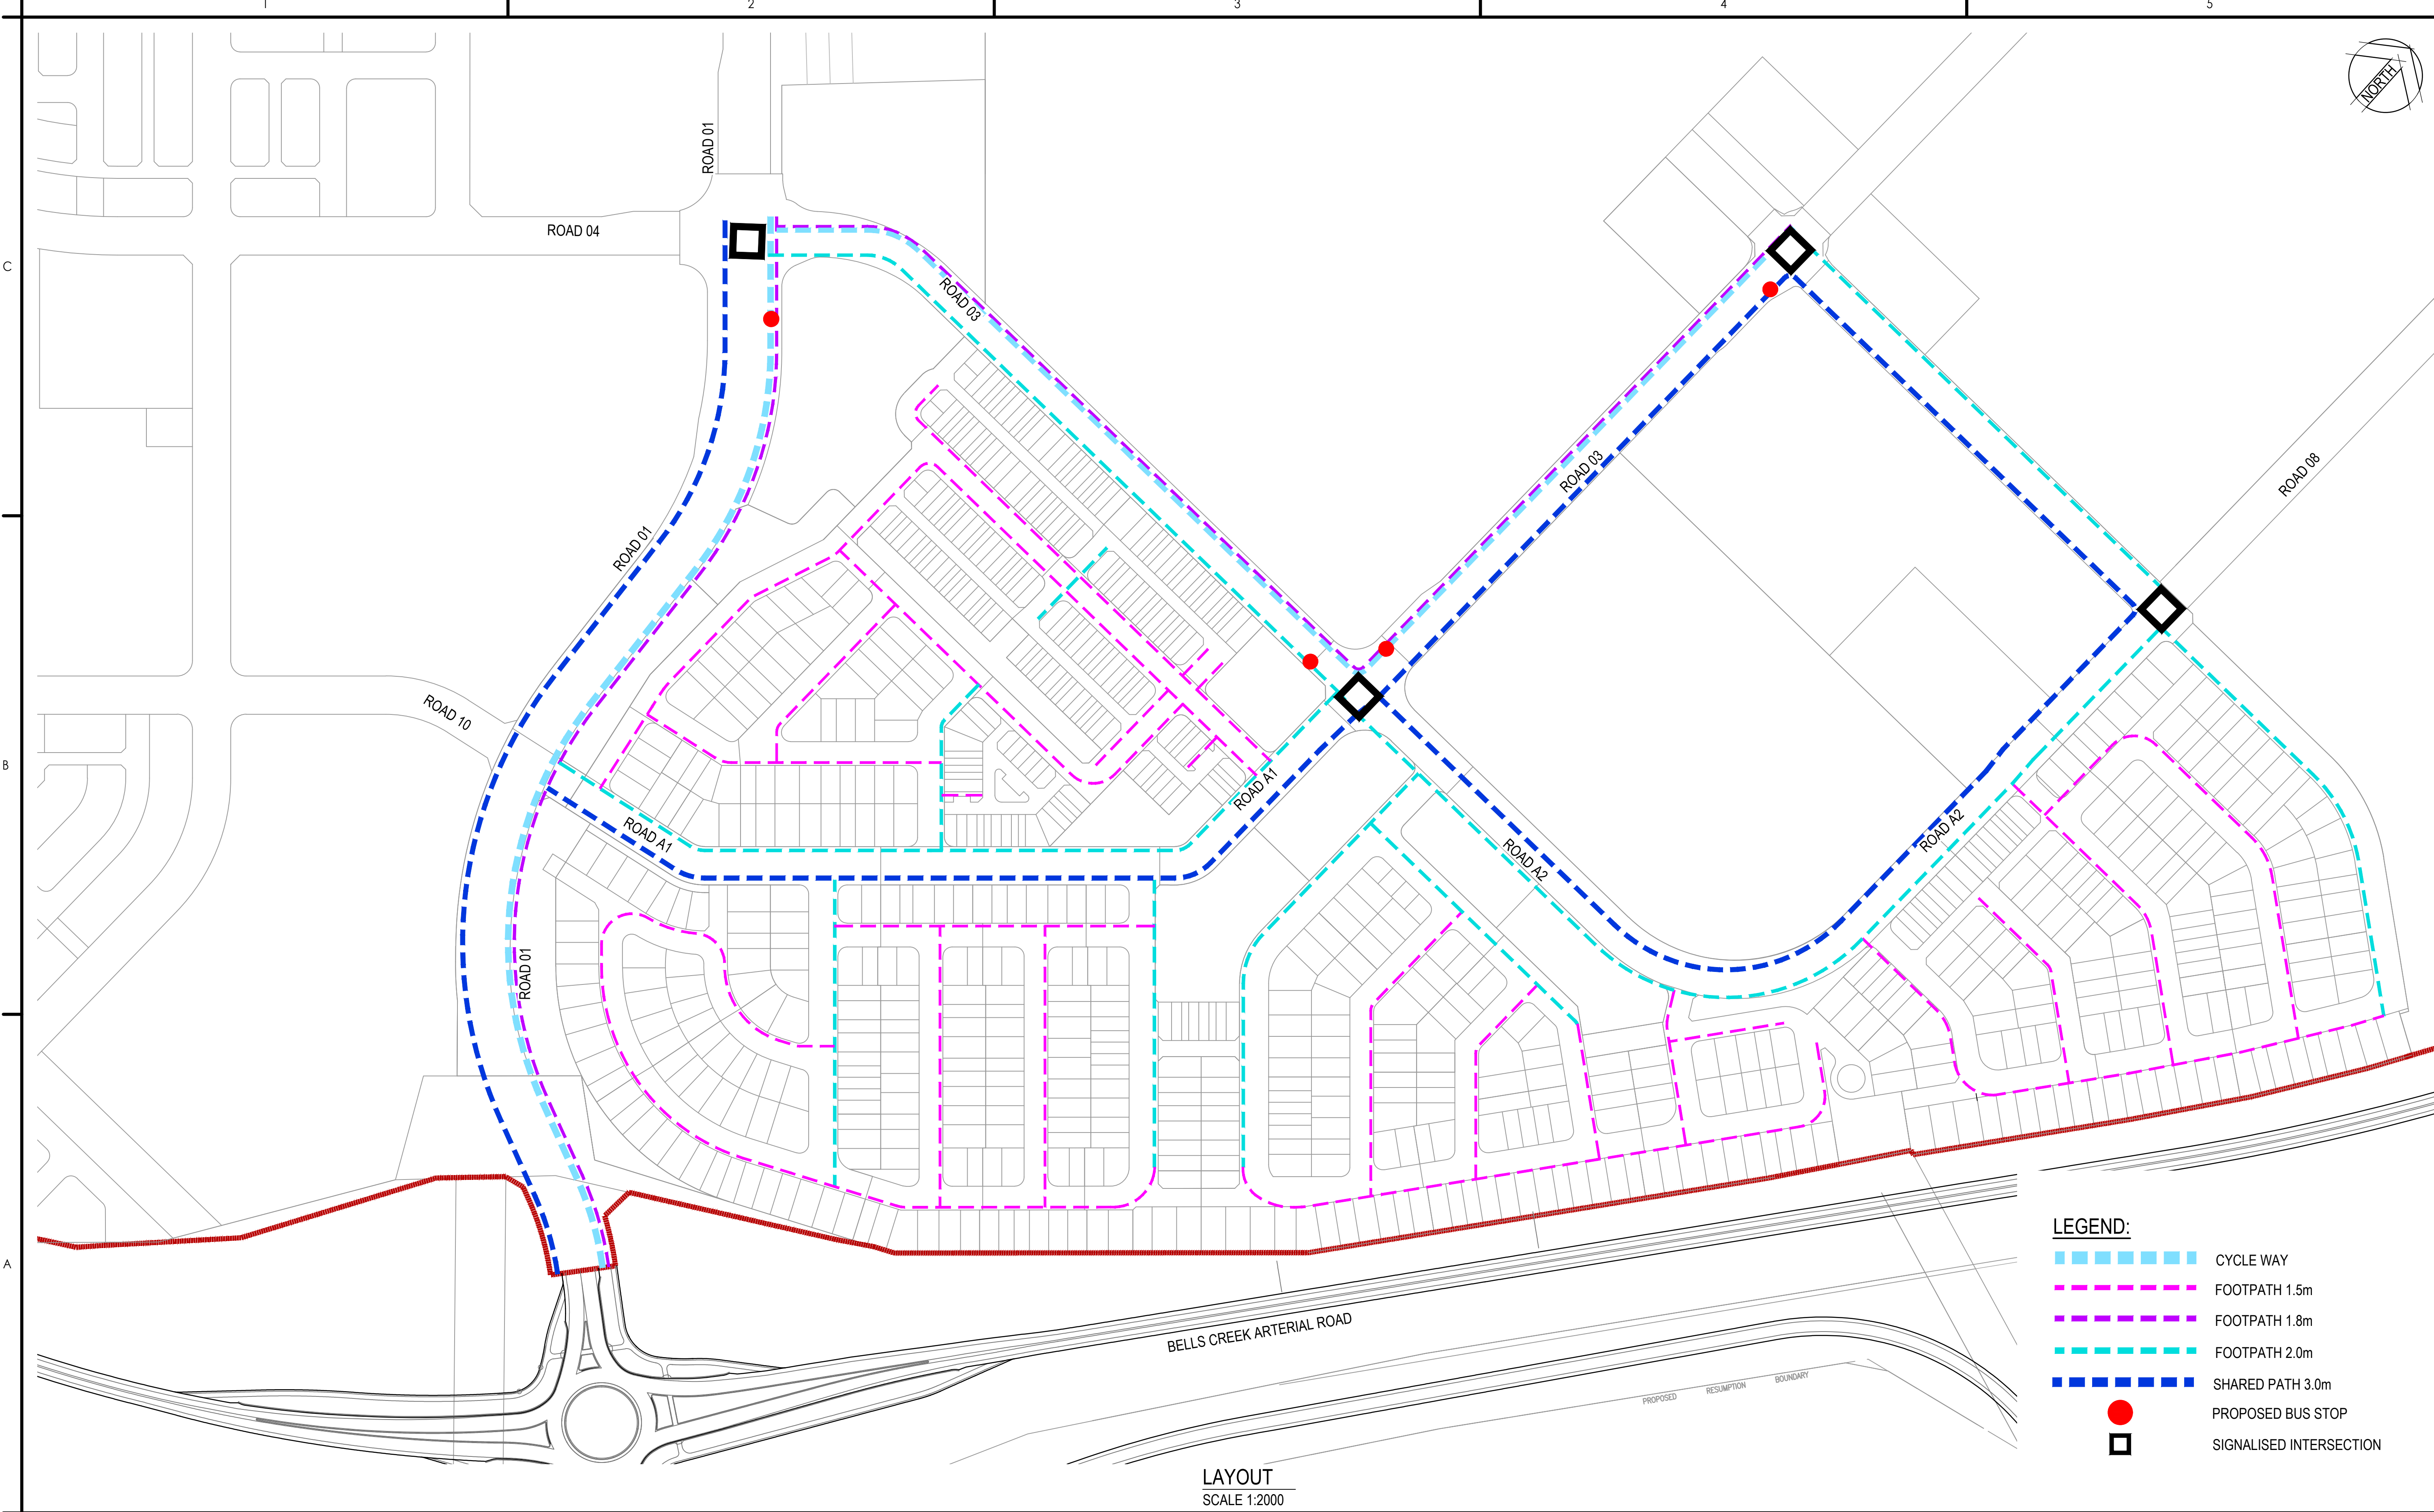 1
2
3
4
5
NORTH
ROAD 01
ROAD 04
C
ROAD 03
ROAD 03
ROAD 08
ROAD 01
ROAD 10
B
ROAD A1
ROAD A1
ROAD A2
ROAD A2
ROAD 01
LEGEND:
CYCLE WAY
A
FOOTPATH 1.5m
FOOTPATH 1.8m
BELLS CREEK ARTERIAL ROAD
FOOTPATH 2.0m
SHARED PATH 3.0m
PROPOSED RESUMPTION BOUNDARY
PROPOSED BUS STOP
SIGNALISED INTERSECTION
LAYOUT
SCALE 1:2000